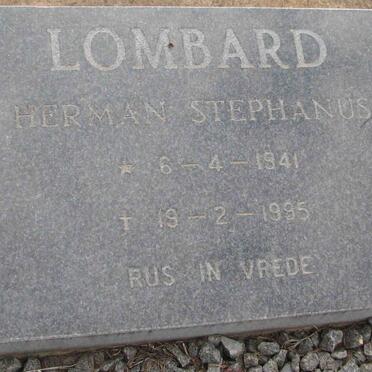 LOMBARD
HERMAN STEPHANUS
* 6-4-1941
† 19-2-1995
RUS IN VREDE